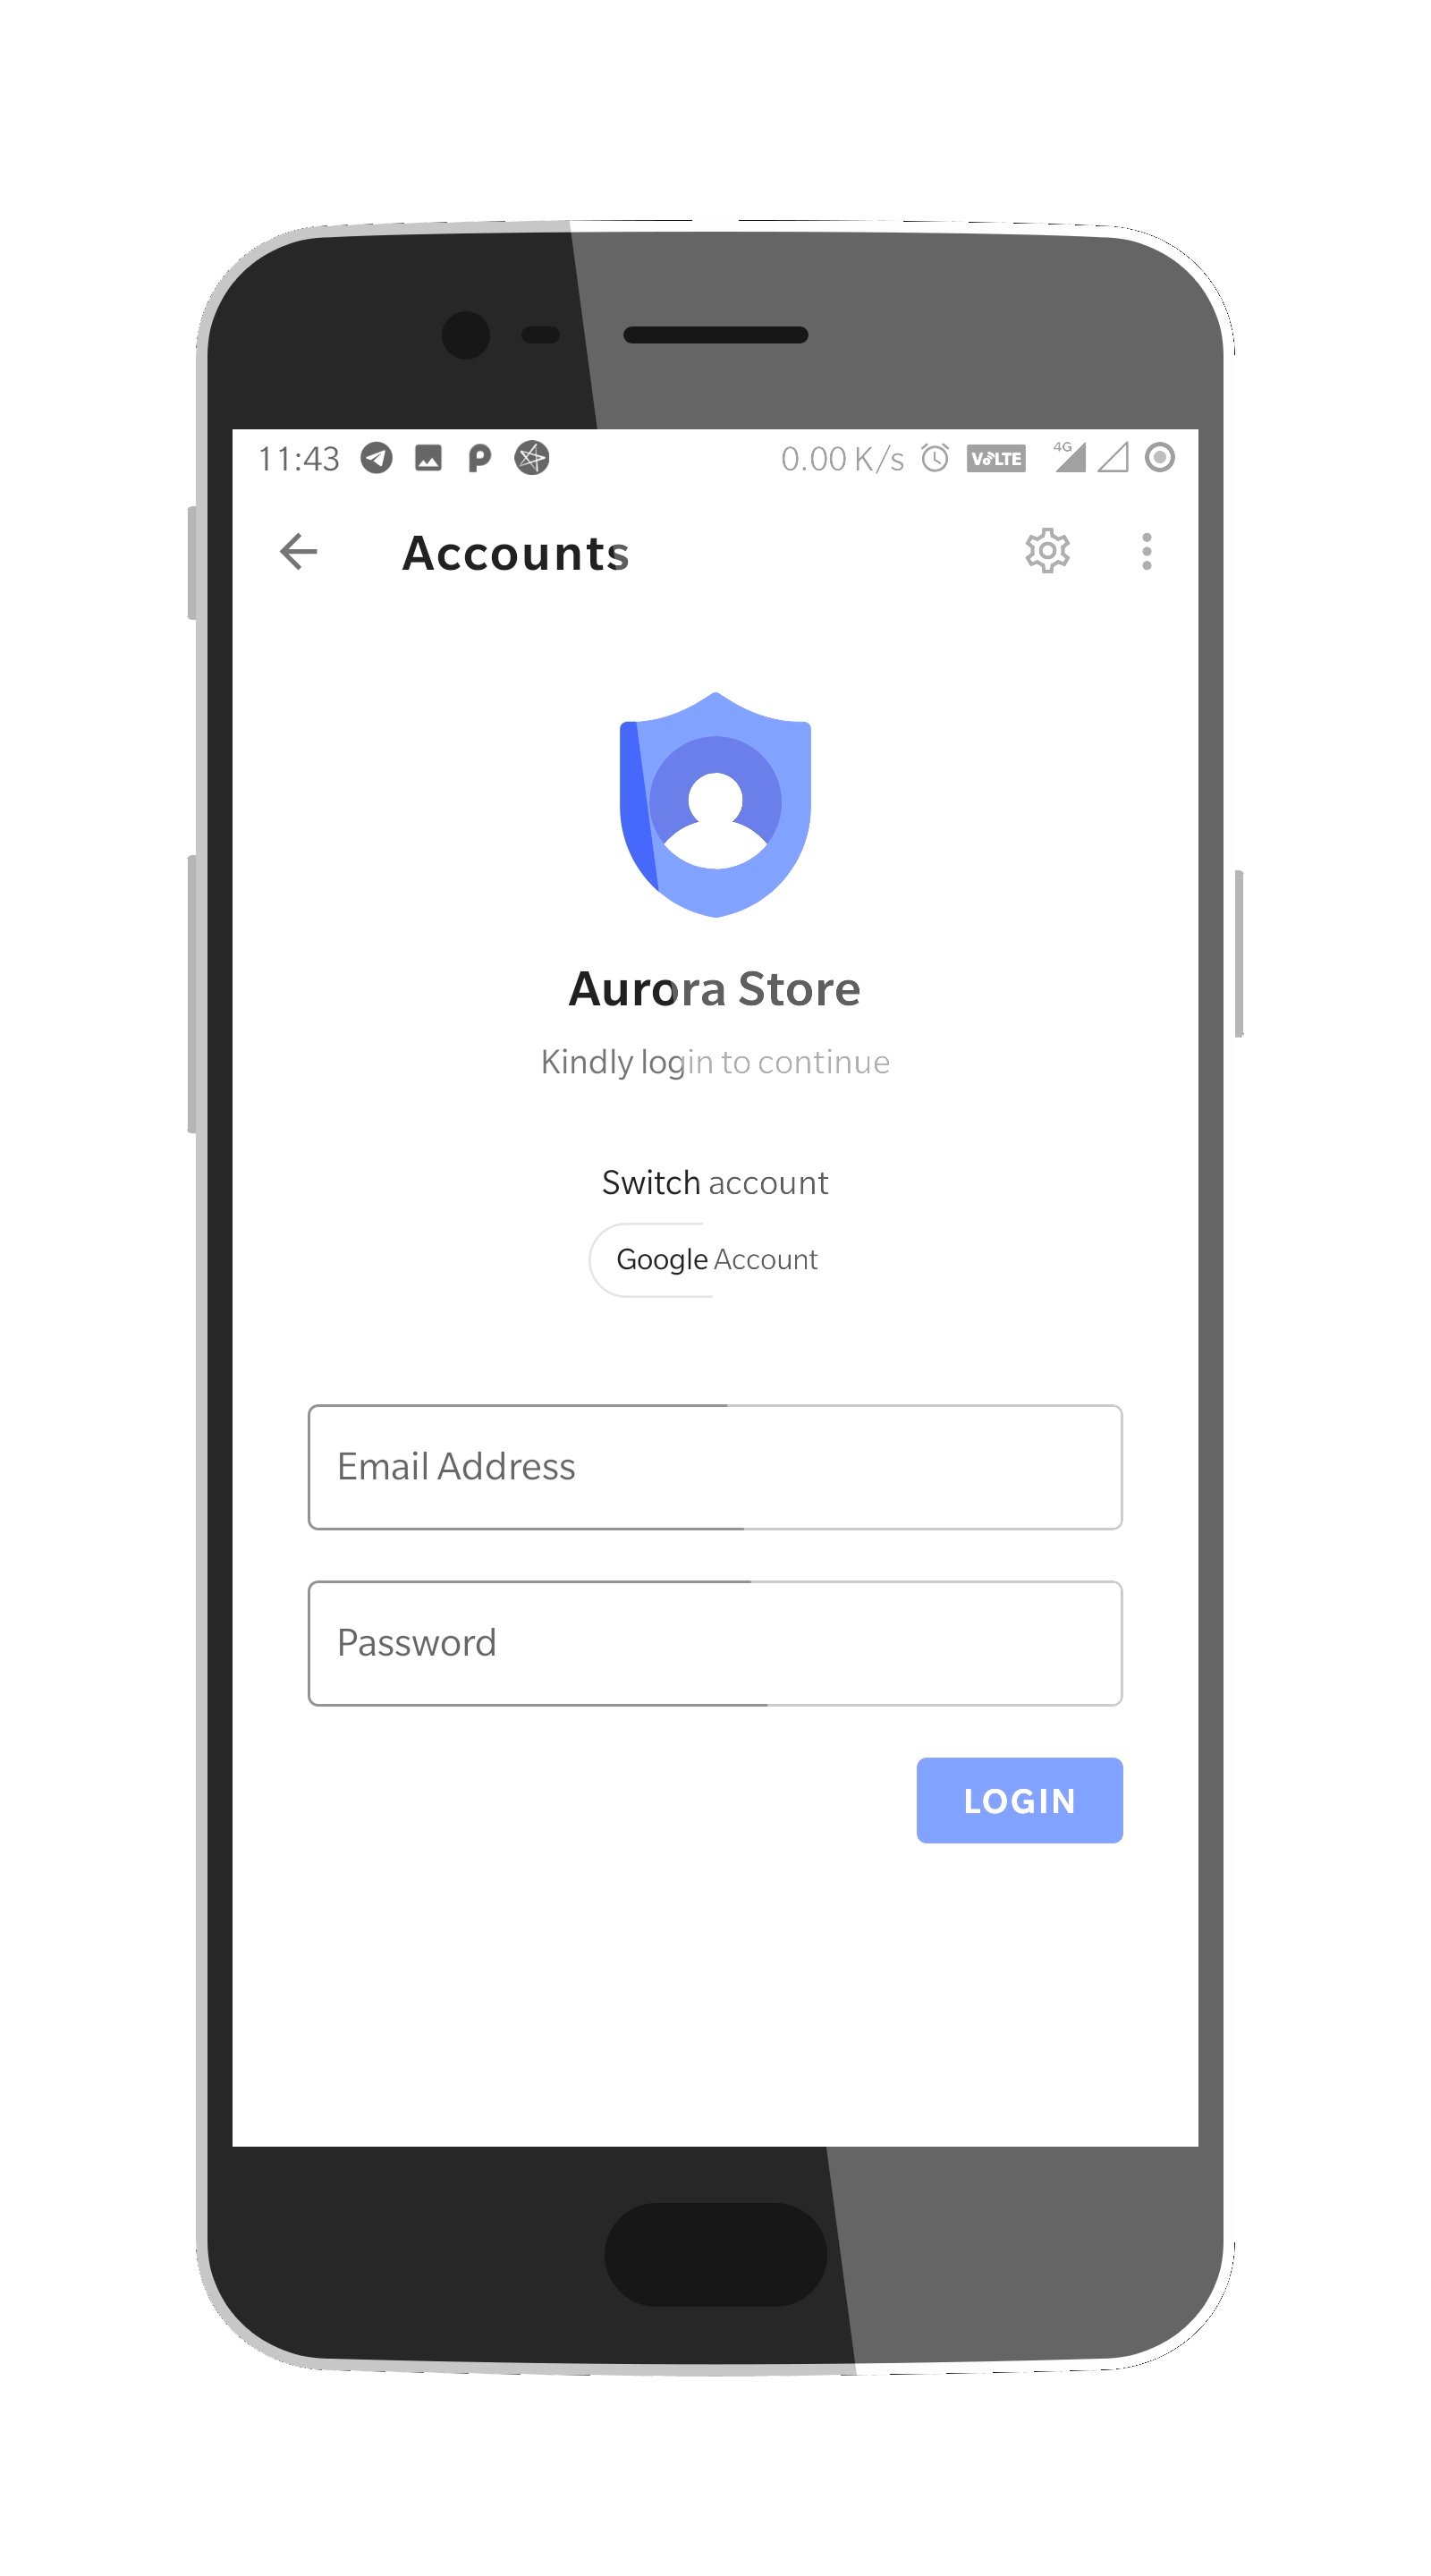 11:43 0.00 K/s VoLTE 4G
Accounts
Aurora Store
Kindly login to continue
Switch account
Google Account
Email Address
Password
LOGIN